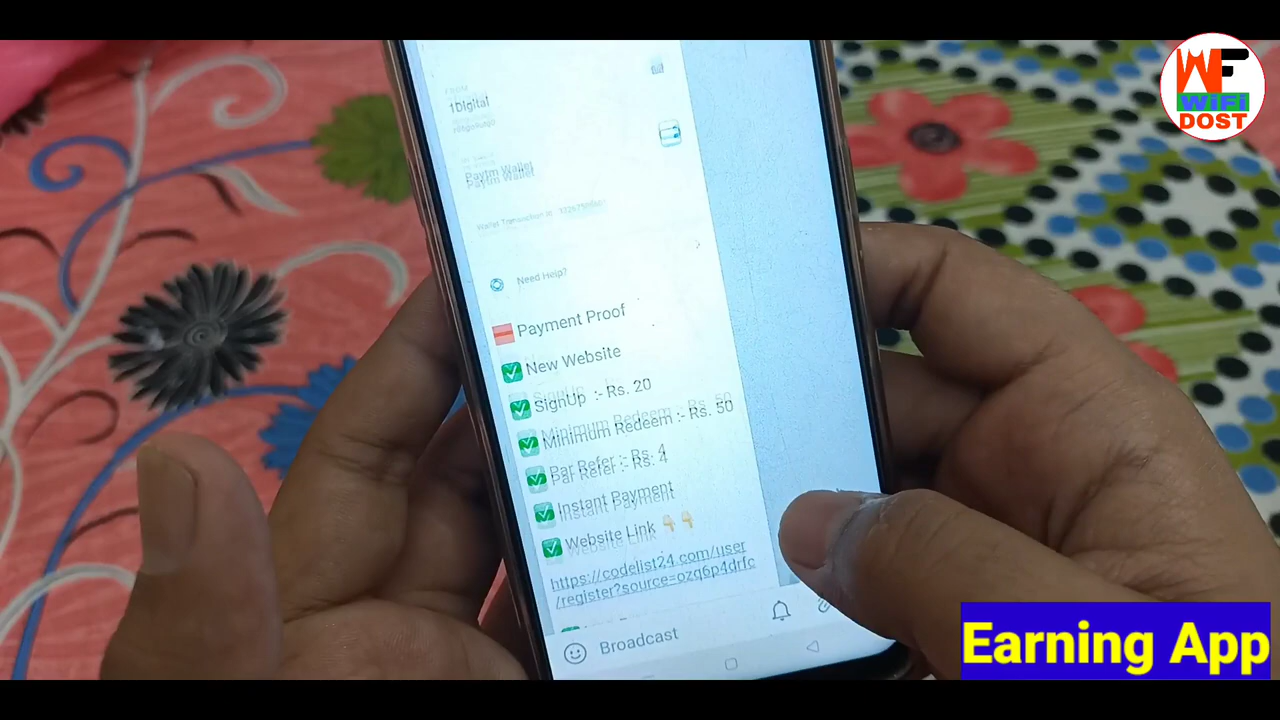 WF
WiFi
DOST
FROM
1Digital
Paytm Wallet
Wallet Transaction
Need Help?
Payment Proof
New Website
SignUp :- Rs. 20
Minimum Redeem :- Rs. 50
Par Refer :- Rs. 4
Instant Payment
Website Link 👇👇
https://codelist24.com/user
/register?source=ozq6p4drfc
Broadcast
Earning App